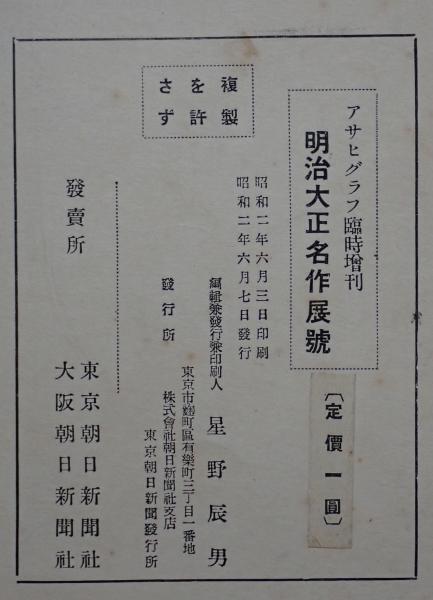 アサヒグラフ臨時增刊
明治大正名作展號
〔定價一圓〕
複製
を許
さず
昭和二年六月三日印刷
昭和二年六月七日發行
編輯兼發行兼印刷人 星野辰男
東京市麴町區有樂町三丁目一番地
發行所 株式會社朝日新聞社支店
東京朝日新聞發行所
發賣所 東京朝日新聞社
大阪朝日新聞社